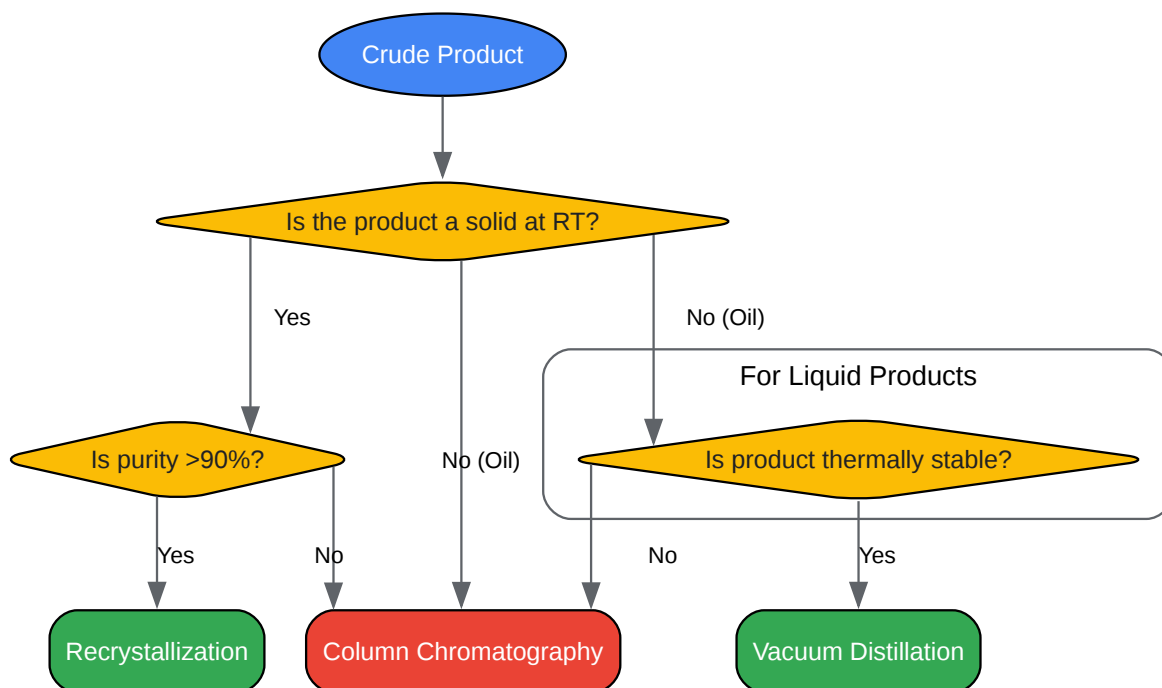 Crude Product
Is the product a solid at RT?
Yes
No (Oil)
For Liquid Products
Is purity >90%?
No (Oil)
Is product thermally stable?
Yes
No
No
Yes
Recrystallization
Column Chromatography
Vacuum Distillation